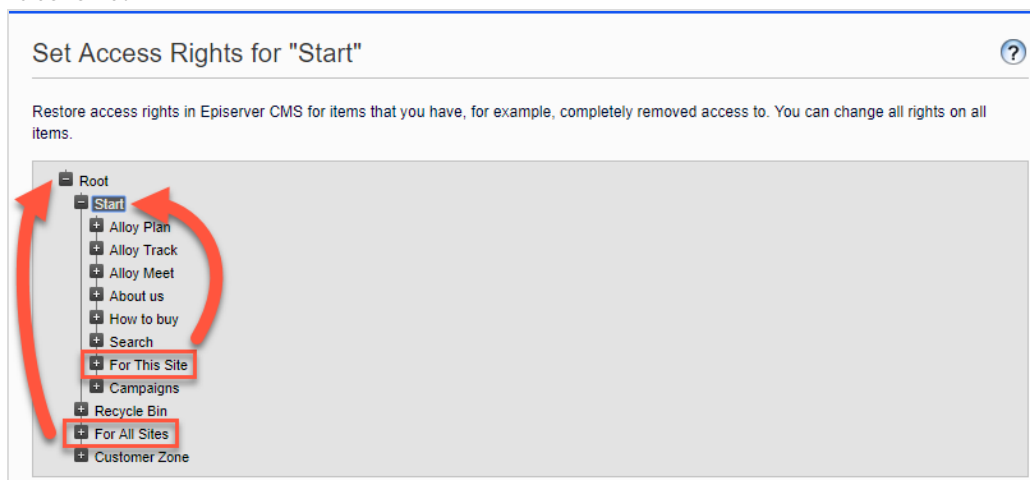 Set Access Rights for "Start"
?
Restore access rights in Episerver CMS for items that you have, for example, completely removed access to. You can change all rights on all
items.
Root
Start
Alloy Plan
Alloy Track
Alloy Meet
About us
How to buy
Search
For This Site
Campaigns
Recycle Bin
For All Sites
Customer Zone